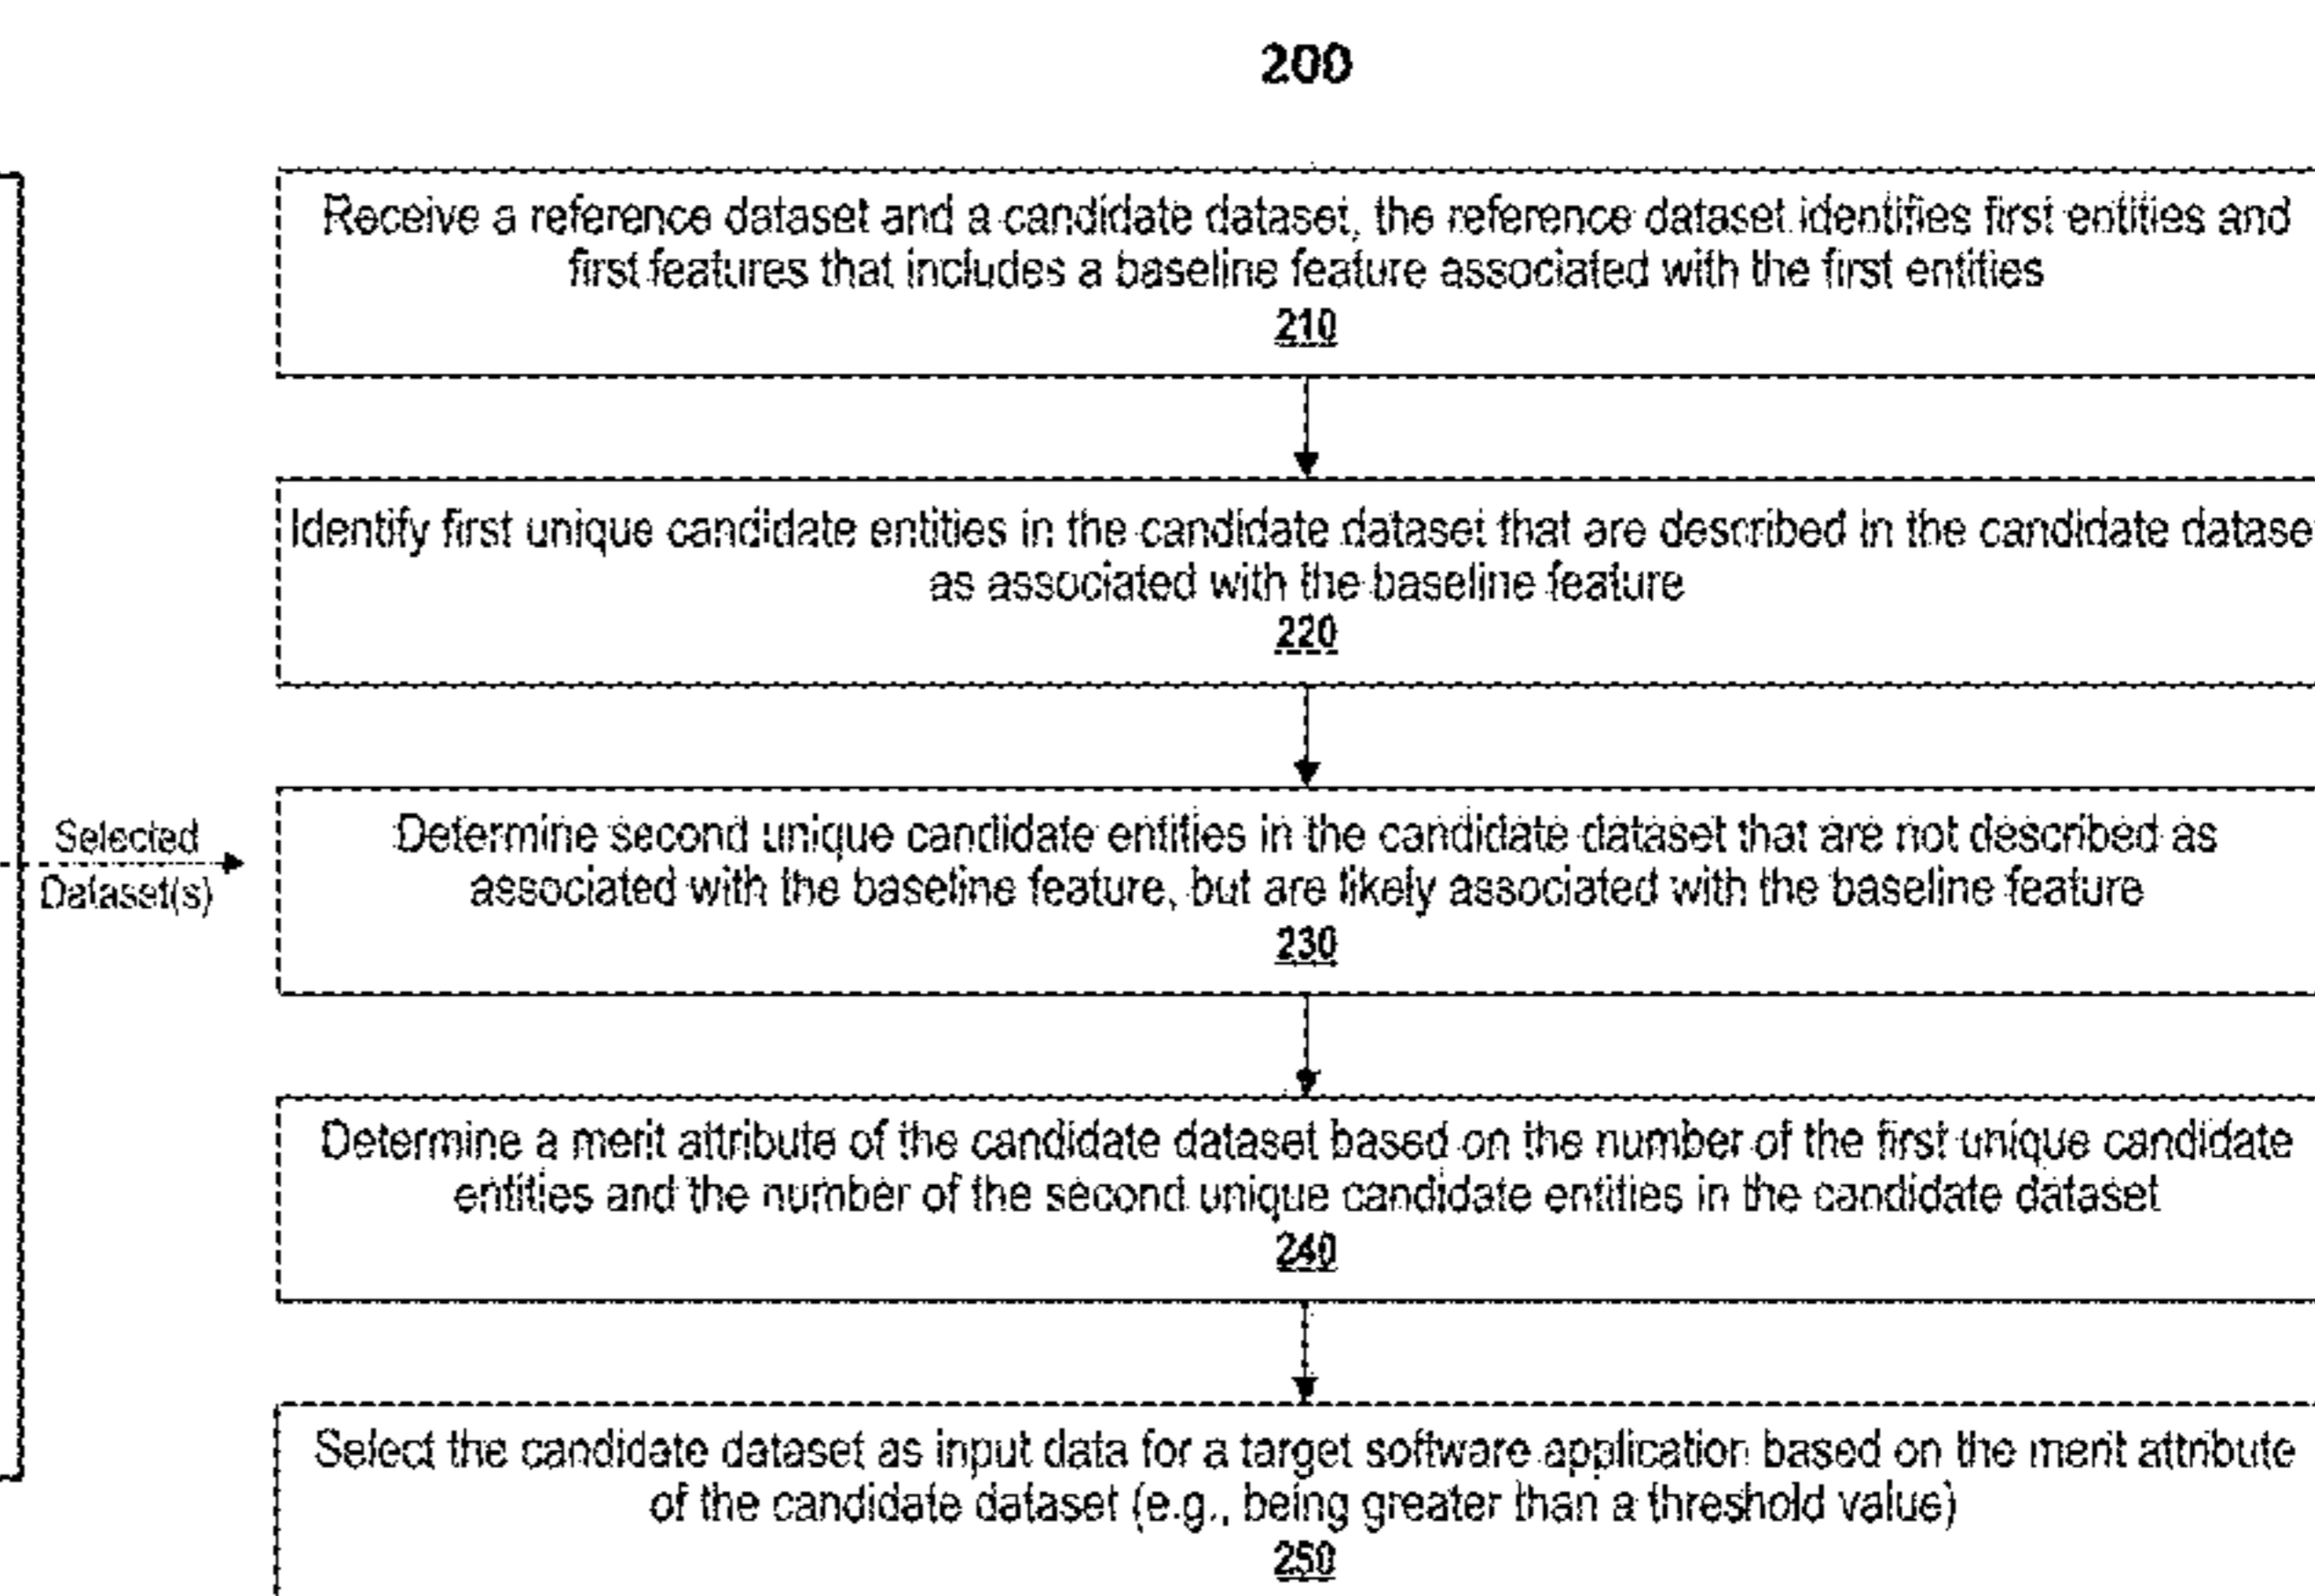 200
Receive a reference dataset and a candidate dataset, the reference dataset identifies first entities and
first features that includes a baseline feature associated with the first entities
210
Identify first unique candidate entities in the candidate dataset that are described in the candidate datase
as associated with the baseline feature
220
Selected
Dataset(s)
Determine second unique candidate entities in the candidate dataset that are not described as
associated with the baseline feature, but are likely associated with the baseline feature
230
Determine a merit attribute of the candidate dataset based on the number of the first unique candidate
entities and the number of the second unique candidate entities in the candidate dataset
240
Select the candidate dataset as input data for a target software application based on the merit attribute
of the candidate dataset (e.g., being greater than a threshold value)
250